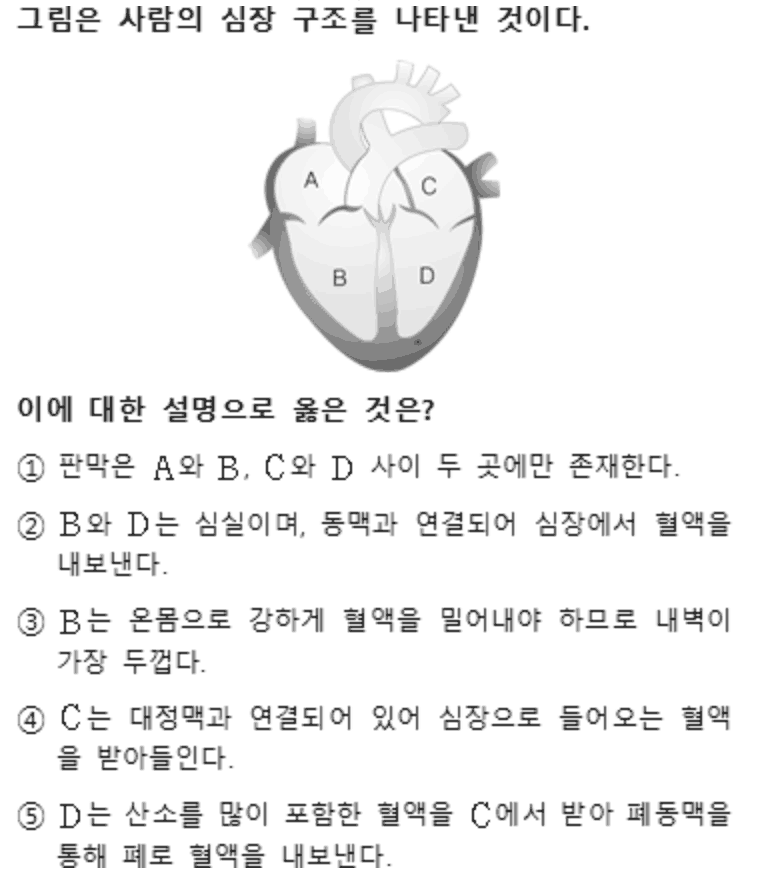 그림은 사람의 심장 구조를 나타낸 것이다.
A
C
B
D
이에 대한 설명으로 옳은 것은?
① 판막은 A와 B, C와 D 사이 두 곳에만 존재한다.
② B와 D는 심실이며, 동맥과 연결되어 심장에서 혈액을
내보낸다.
③ B는 온몸으로 강하게 혈액을 밀어내야 하므로 내벽이
가장 두껍다.
④ C는 대정맥과 연결되어 있어 심장으로 들어오는 혈액
을 받아들인다.
⑤ D는 산소를 많이 포함한 혈액을 C에서 받아 폐동맥을
통해 폐로 혈액을 내보낸다.